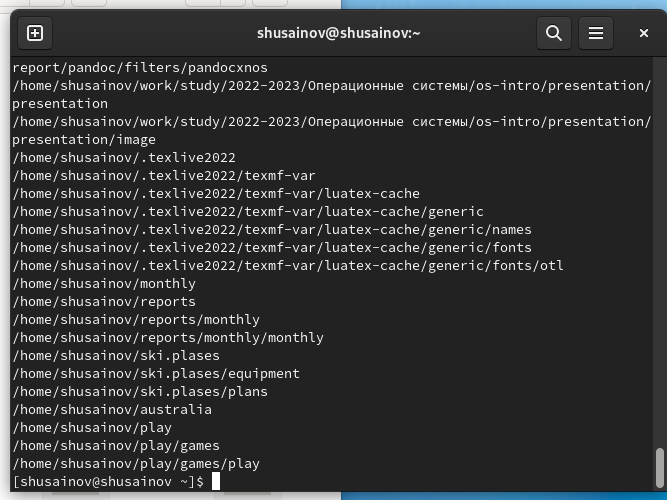 shusainov@shusainov:~
report/pandoc/filters/pandocxnos
/home/shusainov/work/study/2022-2023/Операционные системы/os-intro/presentation/
presentation
/home/shusainov/work/study/2022-2023/Операционные системы/os-intro/presentation/
presentation/image
/home/shusainov/.texlive2022
/home/shusainov/.texlive2022/texmf-var
/home/shusainov/.texlive2022/texmf-var/luatex-cache
/home/shusainov/.texlive2022/texmf-var/luatex-cache/generic
/home/shusainov/.texlive2022/texmf-var/luatex-cache/generic/names
/home/shusainov/.texlive2022/texmf-var/luatex-cache/generic/fonts
/home/shusainov/.texlive2022/texmf-var/luatex-cache/generic/fonts/otl
/home/shusainov/monthly
/home/shusainov/reports
/home/shusainov/reports/monthly
/home/shusainov/reports/monthly/monthly
/home/shusainov/ski.plases
/home/shusainov/ski.plases/equipment
/home/shusainov/ski.plases/plans
/home/shusainov/australia
/home/shusainov/play
/home/shusainov/play/games
/home/shusainov/play/games/play
[shusainov@shusainov ~]$